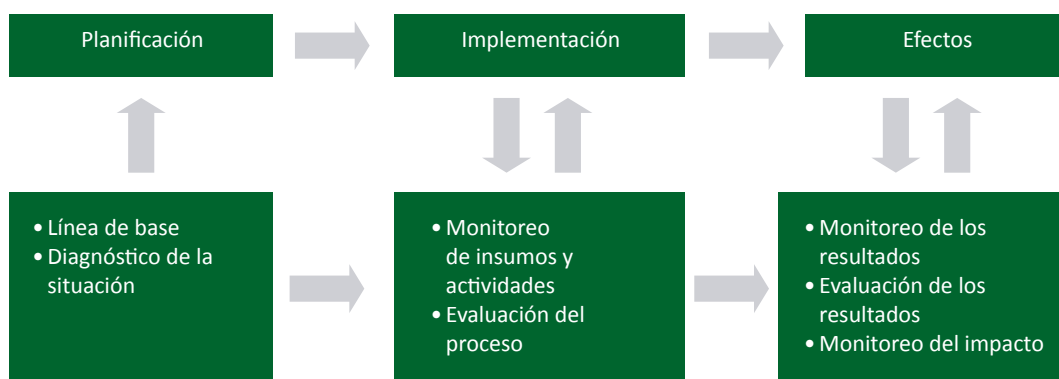 Planificación
Implementación
Efectos
• Línea de base
• Diagnóstico de la
situación
• Monitoreo
de insumos y
actividades
• Evaluación del
proceso
• Monitoreo de los
resultados
• Evaluación de los
resultados
• Monitoreo del impacto